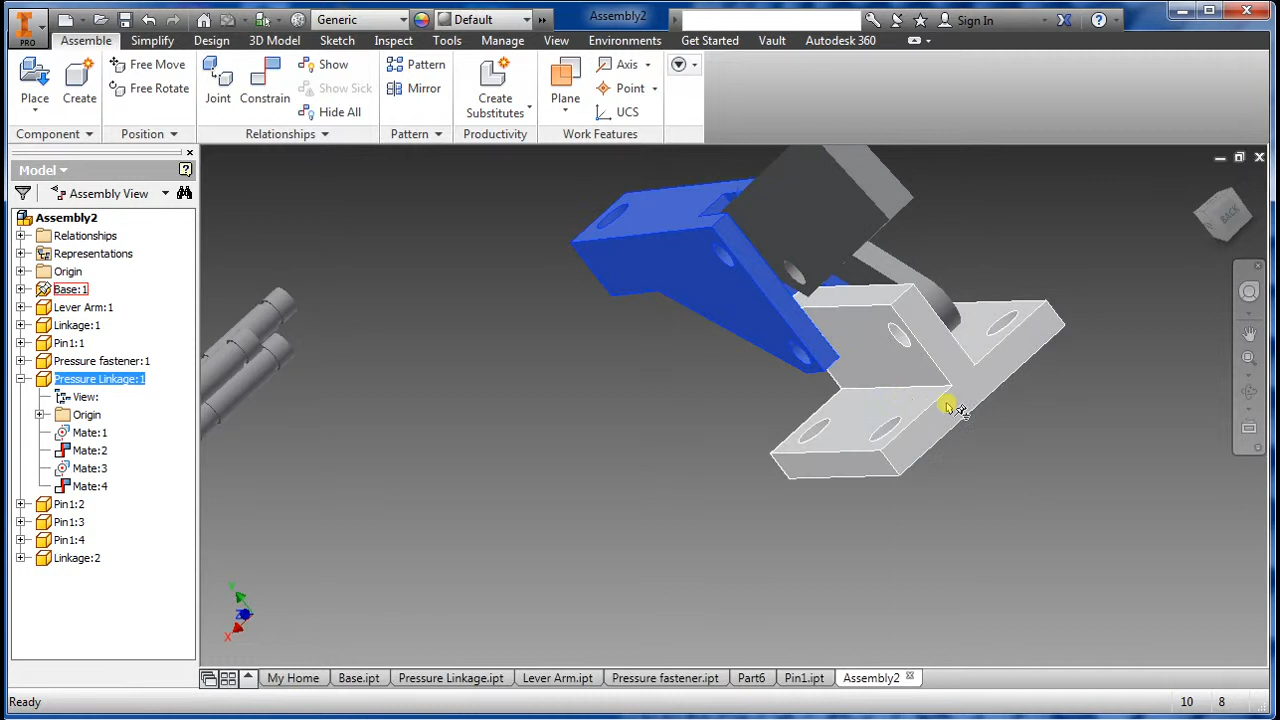 Generic
Default
Assembly2
Sign In
PRO
Assemble Simplify Design 3D Model Sketch Inspect Tools Manage View Environments Get Started Vault Autodesk 360
Place
Create
Free Move
Free Rotate
Joint
Constrain
Show
Show Sick
Hide All
Pattern
Mirror
Create
Substitutes
Plane
Axis
Point
UCS
Component Position Relationships Pattern Productivity Work Features
Model
Assembly View
Assembly2
Relationships
Representations
Origin
Base:1
Lever Arm:1
Linkage:1
Pin1:1
Pressure fastener:1
Pressure Linkage:1
View:
Origin
Mate:1
Mate:2
Mate:3
Mate:4
Pin1:2
Pin1:3
Pin1:4
Linkage:2
BACK
Y
X
My Home Base.ipt Pressure Linkage.ipt Lever Arm.ipt Pressure fastener.ipt Part6 Pin1.ipt Assembly2
Ready 10 8